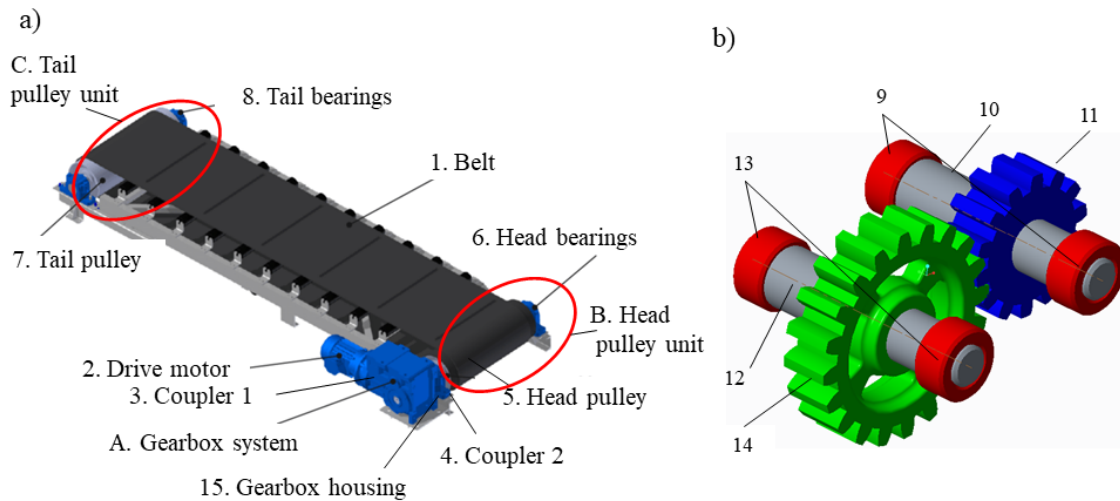 a)
C. Tail
pulley unit
8. Tail bearings
1. Belt
7. Tail pulley
6. Head bearings
B. Head
pulley unit
2. Drive motor
3. Coupler 1
5. Head pulley
A. Gearbox system
4. Coupler 2
15. Gearbox housing
b)
9
10
11
13
12
14